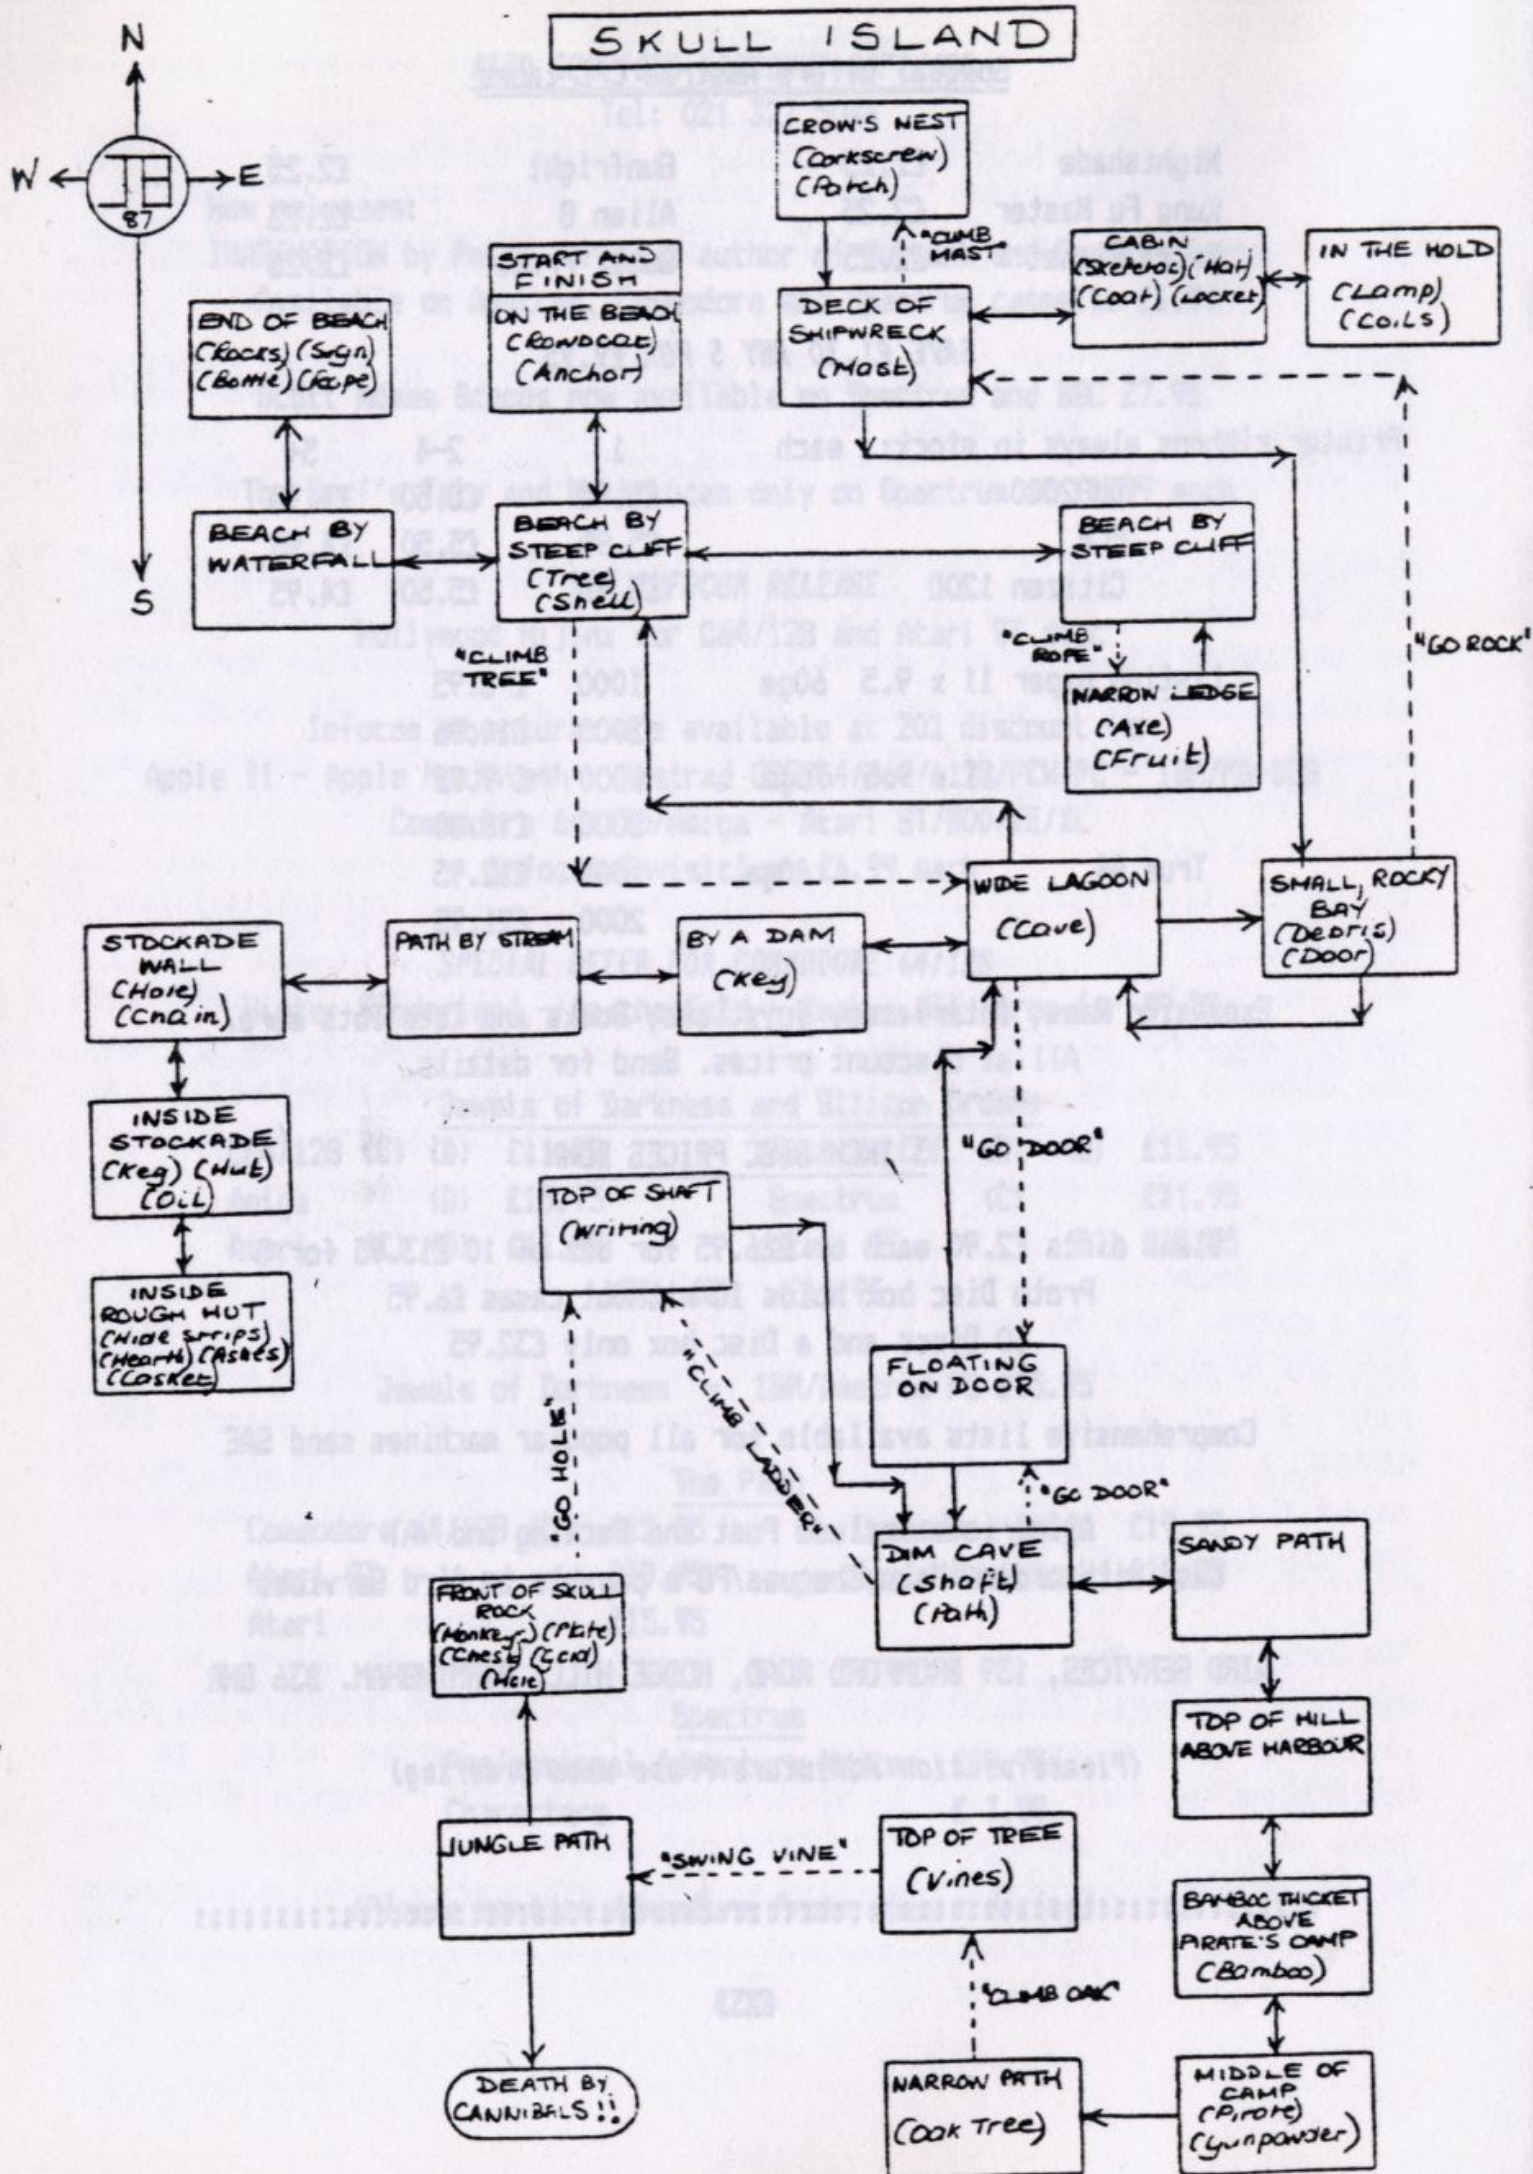 SKULL ISLAND
N
W
E
87
S
CROW'S NEST
(Corkscrew)
(Patch)
"CLIMB
MAST"
START AND
FINISH
ON THE BEACH
(Rowboat)
(Anchor)
END OF BEACH
(Rocks) (Sign)
(Bottle)
DECK OF
SHIPWRECK
(Mast)
CABIN
(Hat)
(Coat) (Locket)
IN THE HOLD
(Lamp)
(Coils)
BEACH BY
WATERFALL
BEACH BY
STEEP CLIFF
(Tree)
(Shell)
BEACH BY
STEEP CLIFF
"CLIMB
TREE"
"CLIMB
ROPE"
"GO ROCK"
NARROW LEDGE
(Axe)
(Fruit)
STOCKADE
WALL
(Hole)
(Chain)
PATH BY STREAM
BY A DAM
(Key)
WIDE LAGOON
(Cave)
SMALL, ROCKY
BAY
(Debris)
(Door)
INSIDE
STOCKADE
(Keg) (Hut)
(Oil)
"GO DOOR"
TOP OF SHAFT
(Writing)
INSIDE
ROUGH HUT
(Hide strips)
(Hearth) (Ashes)
(Casket)
"GO HOLE"
"CLIMB LADDER"
FLOATING
ON DOOR
"GO DOOR"
DIM CAVE
(Shaft)
(Path)
SANDY PATH
FRONT OF SKULL
ROCK
(Monkey) (Plate)
(Chest) (Gold)
(Hole)
TOP OF HILL
ABOVE HARBOUR
JUNGLE PATH
"SWING VINE"
TOP OF TREE
(Vines)
BAMBOO THICKET
ABOVE
PIRATE'S CAMP
(Bamboo)
"CLIMB OAK"
DEATH BY
CANNIBALS!!
NARROW PATH
(Oak Tree)
MIDDLE OF
CAMP
(Pirate)
(Gunpowder)